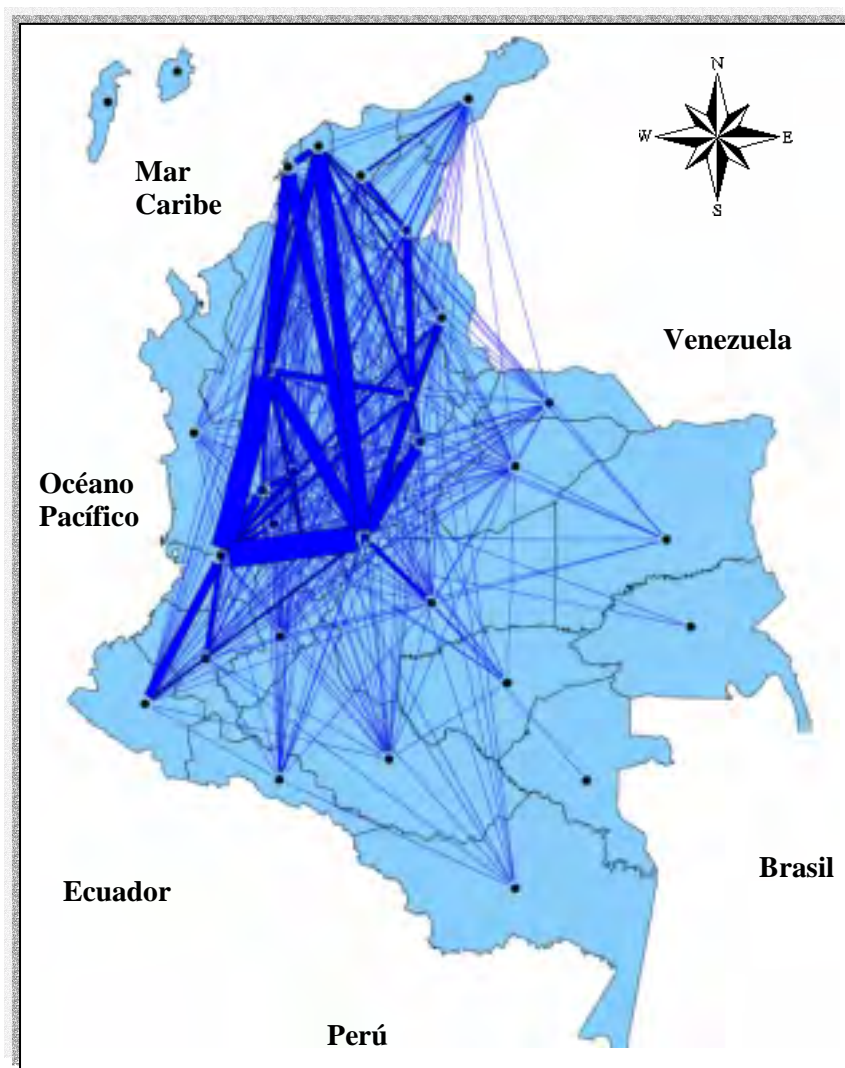 N
W
E
S
Mar
Caribe
Venezuela
Océano
Pacífico
Brasil
Ecuador
Perú